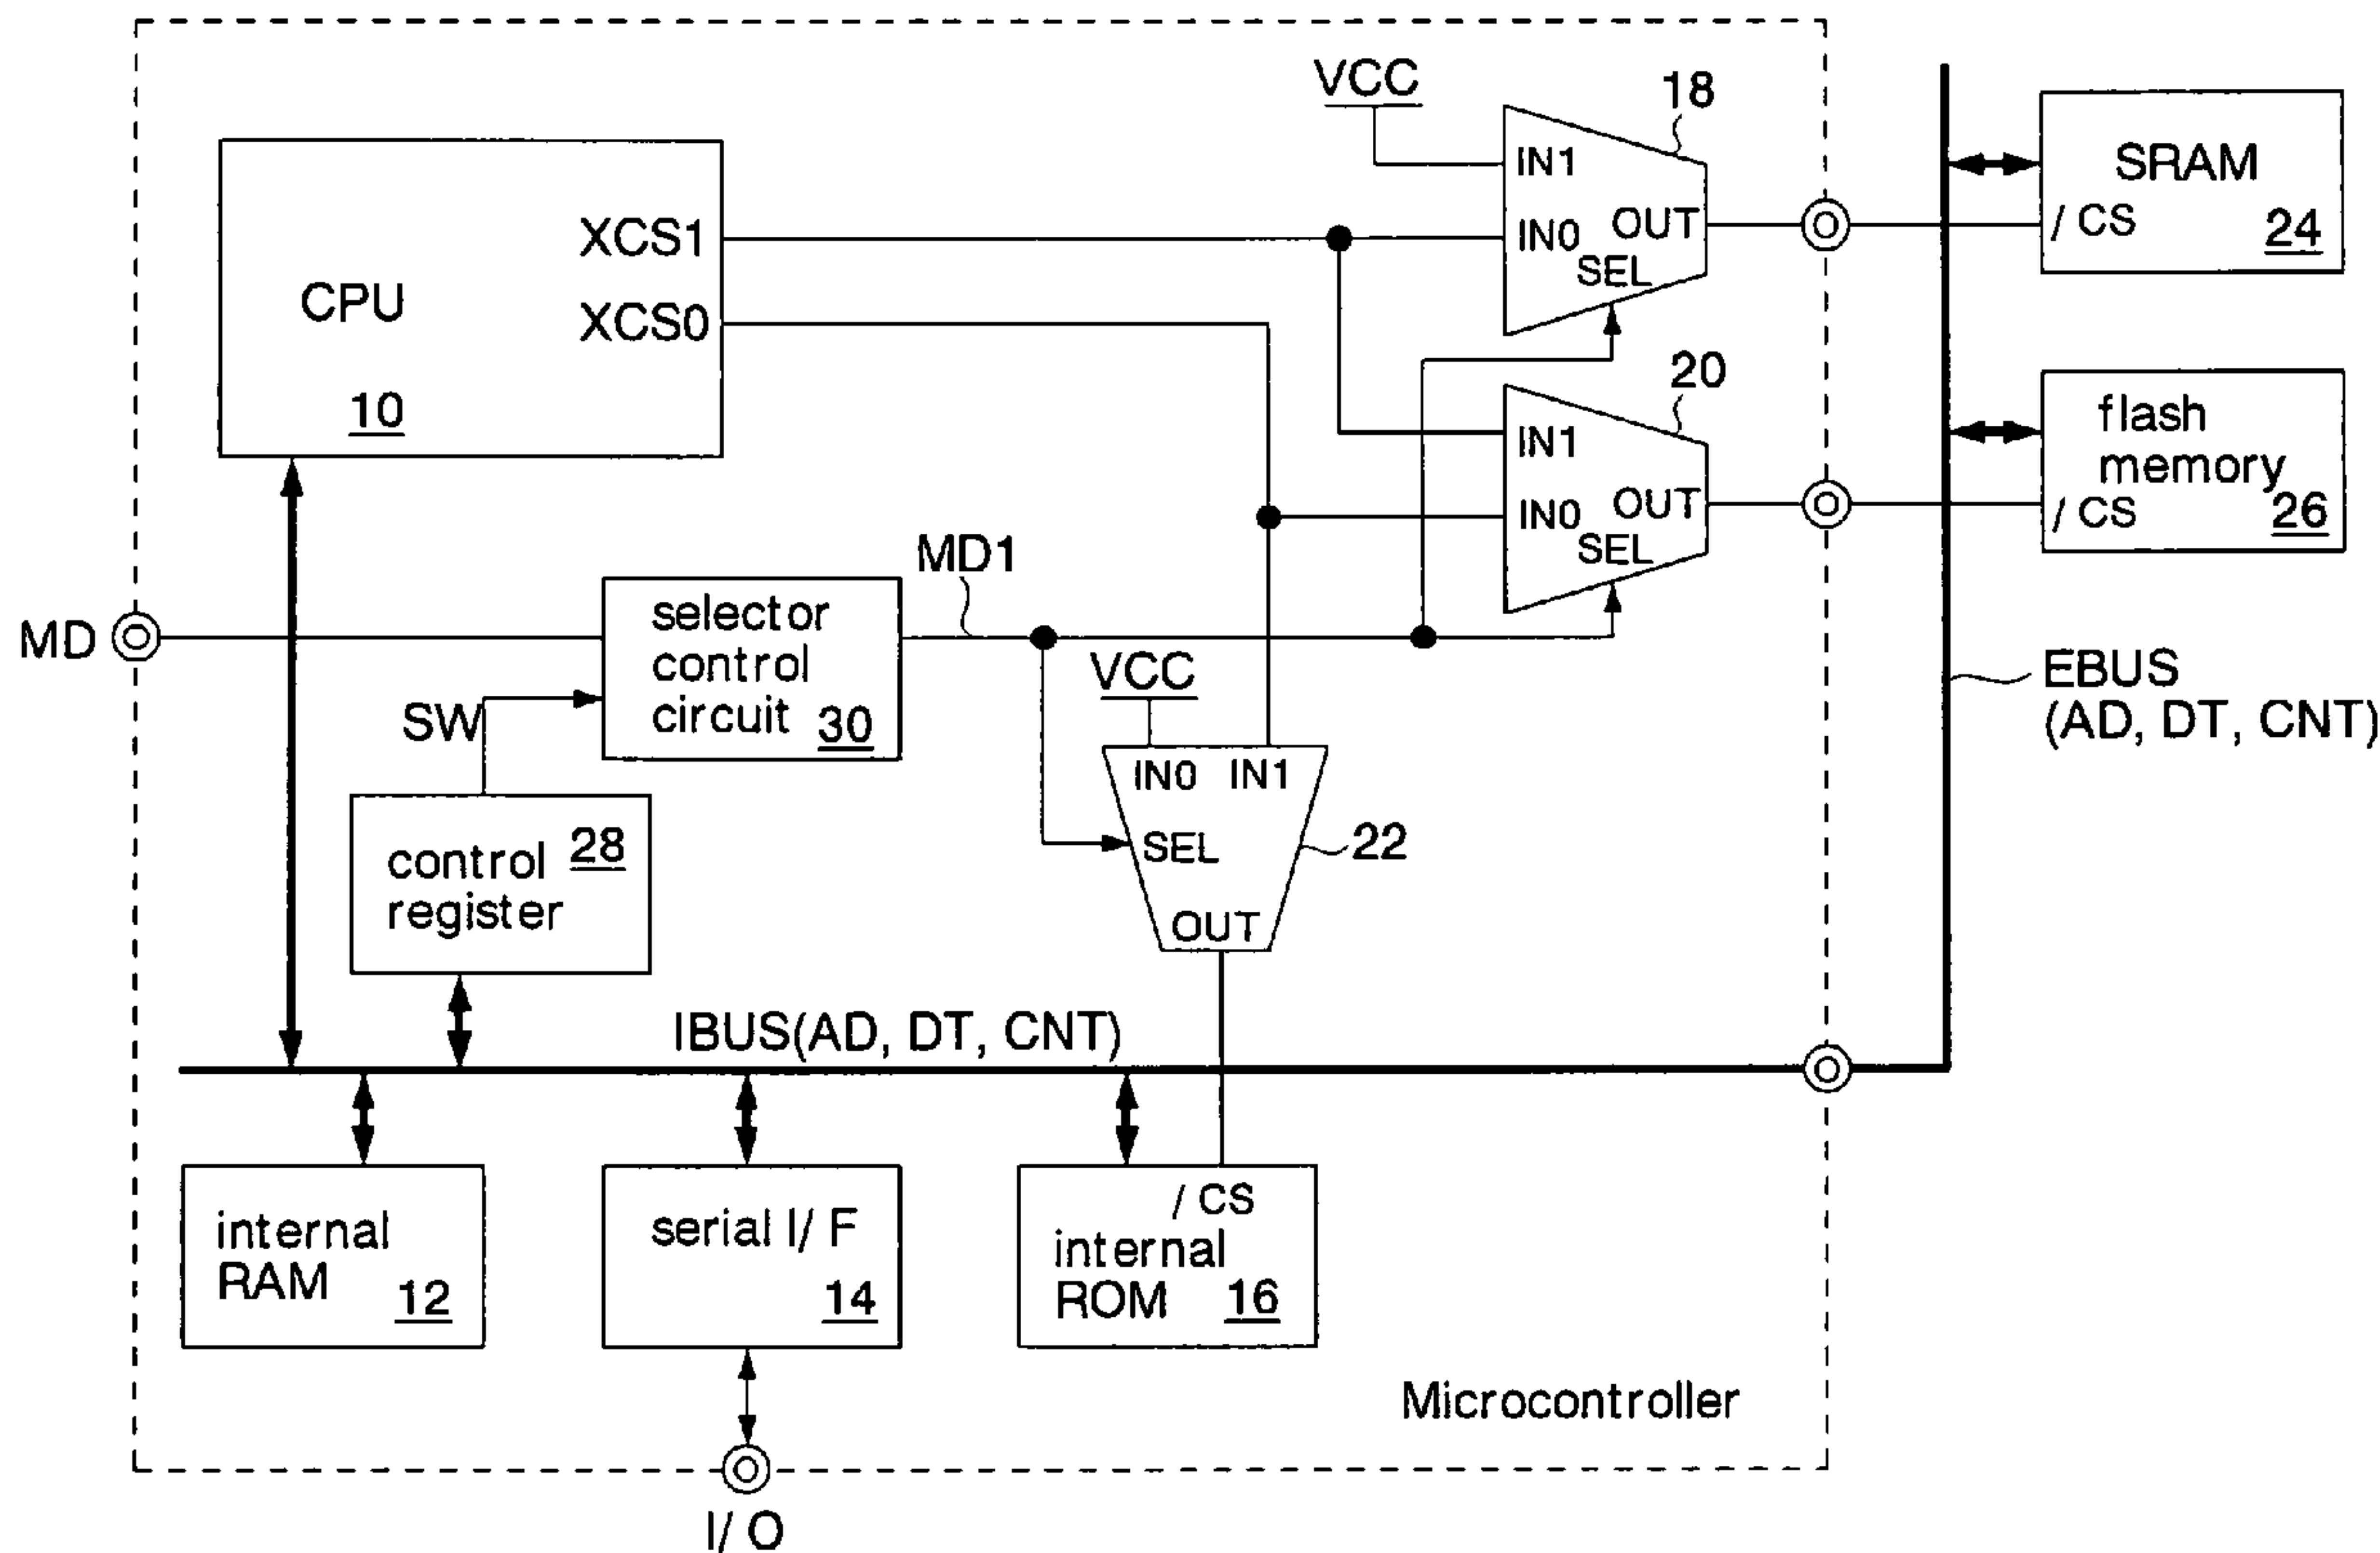 VCC
18
IN1
IN0
OUT
SEL
SRAM
/ CS
24
XCS1
CPU
XCS0
10
20
IN1
IN0
OUT
SEL
flash
memory
/ CS
26
MD
MD1
selector
control
circuit
30
SW
VCC
IN0
IN1
SEL
OUT
22
EBUS
(AD, DT, CNT)
control
register
28
IBUS(AD, DT, CNT)
internal
RAM
12
serial I/ F
14
/ CS
internal
ROM
16
Microcontroller
I/ O